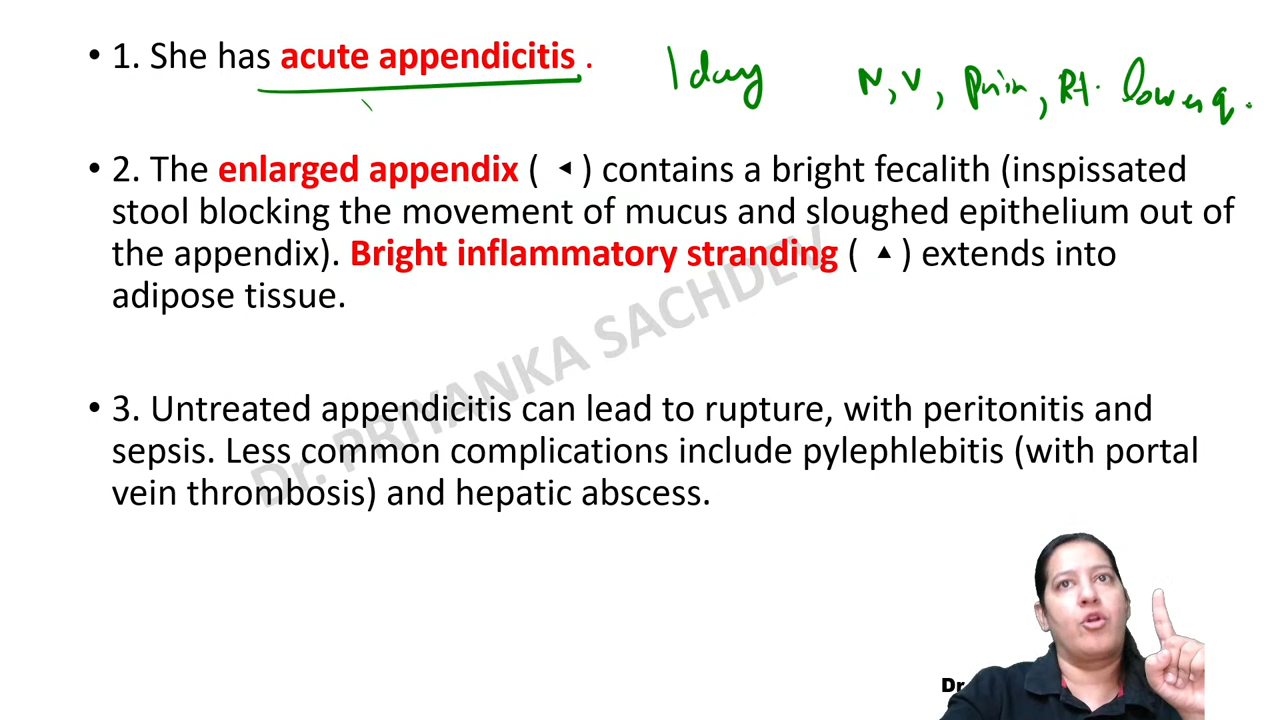 • 1. She has acute appendicitis .
1 day N, V, Pain, Rt. lower q.
• 2. The enlarged appendix ( ◄ ) contains a bright fecalith (inspissated
stool blocking the movement of mucus and sloughed epithelium out of
the appendix). Bright inflammatory stranding ( ▲ ) extends into
adipose tissue.
• 3. Untreated appendicitis can lead to rupture, with peritonitis and
sepsis. Less common complications include pylephlebitis (with portal
vein thrombosis) and hepatic abscess.
Dr. PRIYANKA SACHDEV
Dr.